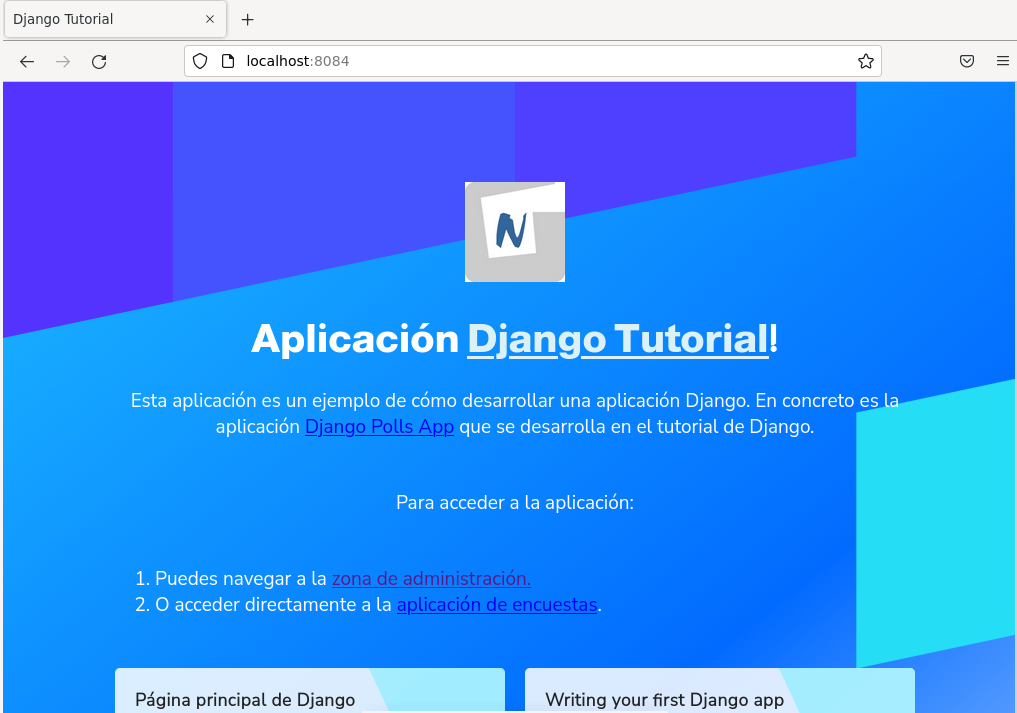 Django Tutorial
localhost:8084
N
Aplicación Django Tutorial!
Esta aplicación es un ejemplo de cómo desarrollar una aplicación Django. En concreto es la
aplicación Django Polls App que se desarrolla en el tutorial de Django.
Para acceder a la aplicación:
1. Puedes navegar a la zona de administración.
2. O acceder directamente a la aplicación de encuestas.
Página principal de Django
Writing your first Django app